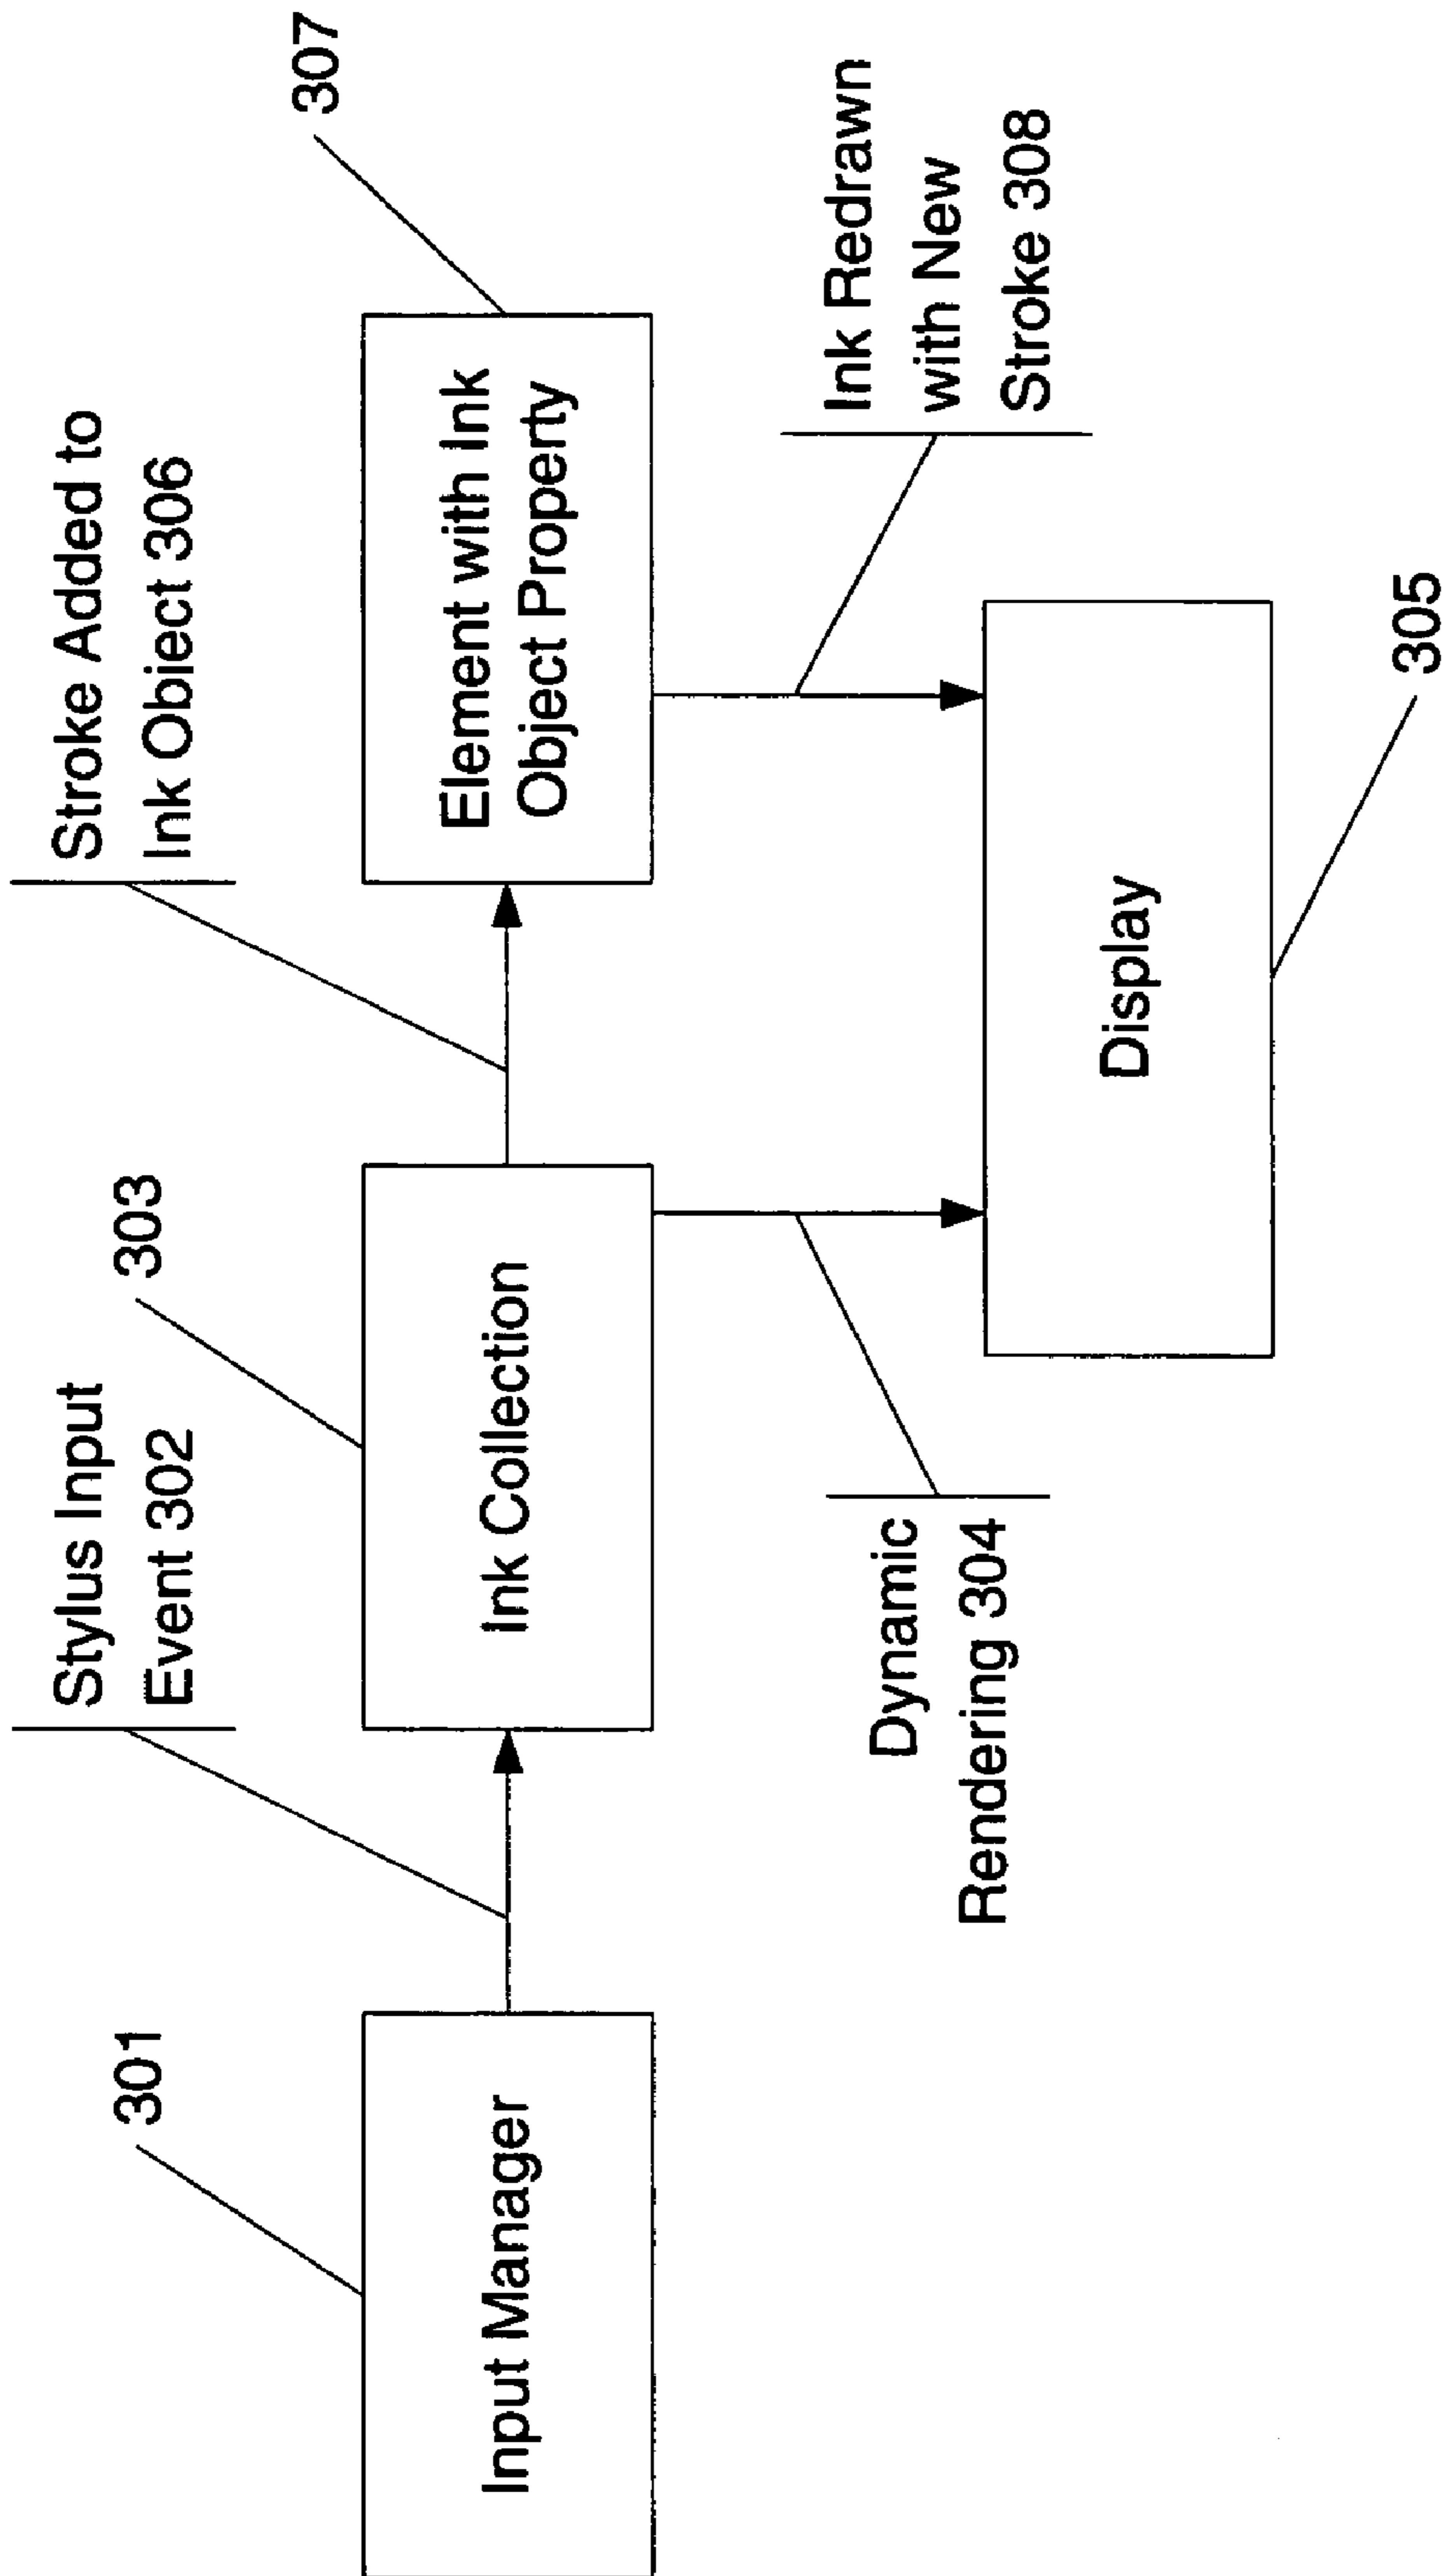 301
Stylus Input
Event 302
303
Stroke Added to
Ink Object 306
307
Input Manager
Ink Collection
Element with Ink
Object Property
Dynamic
Rendering 304
Ink Redrawn
with New
Stroke 308
Display
305